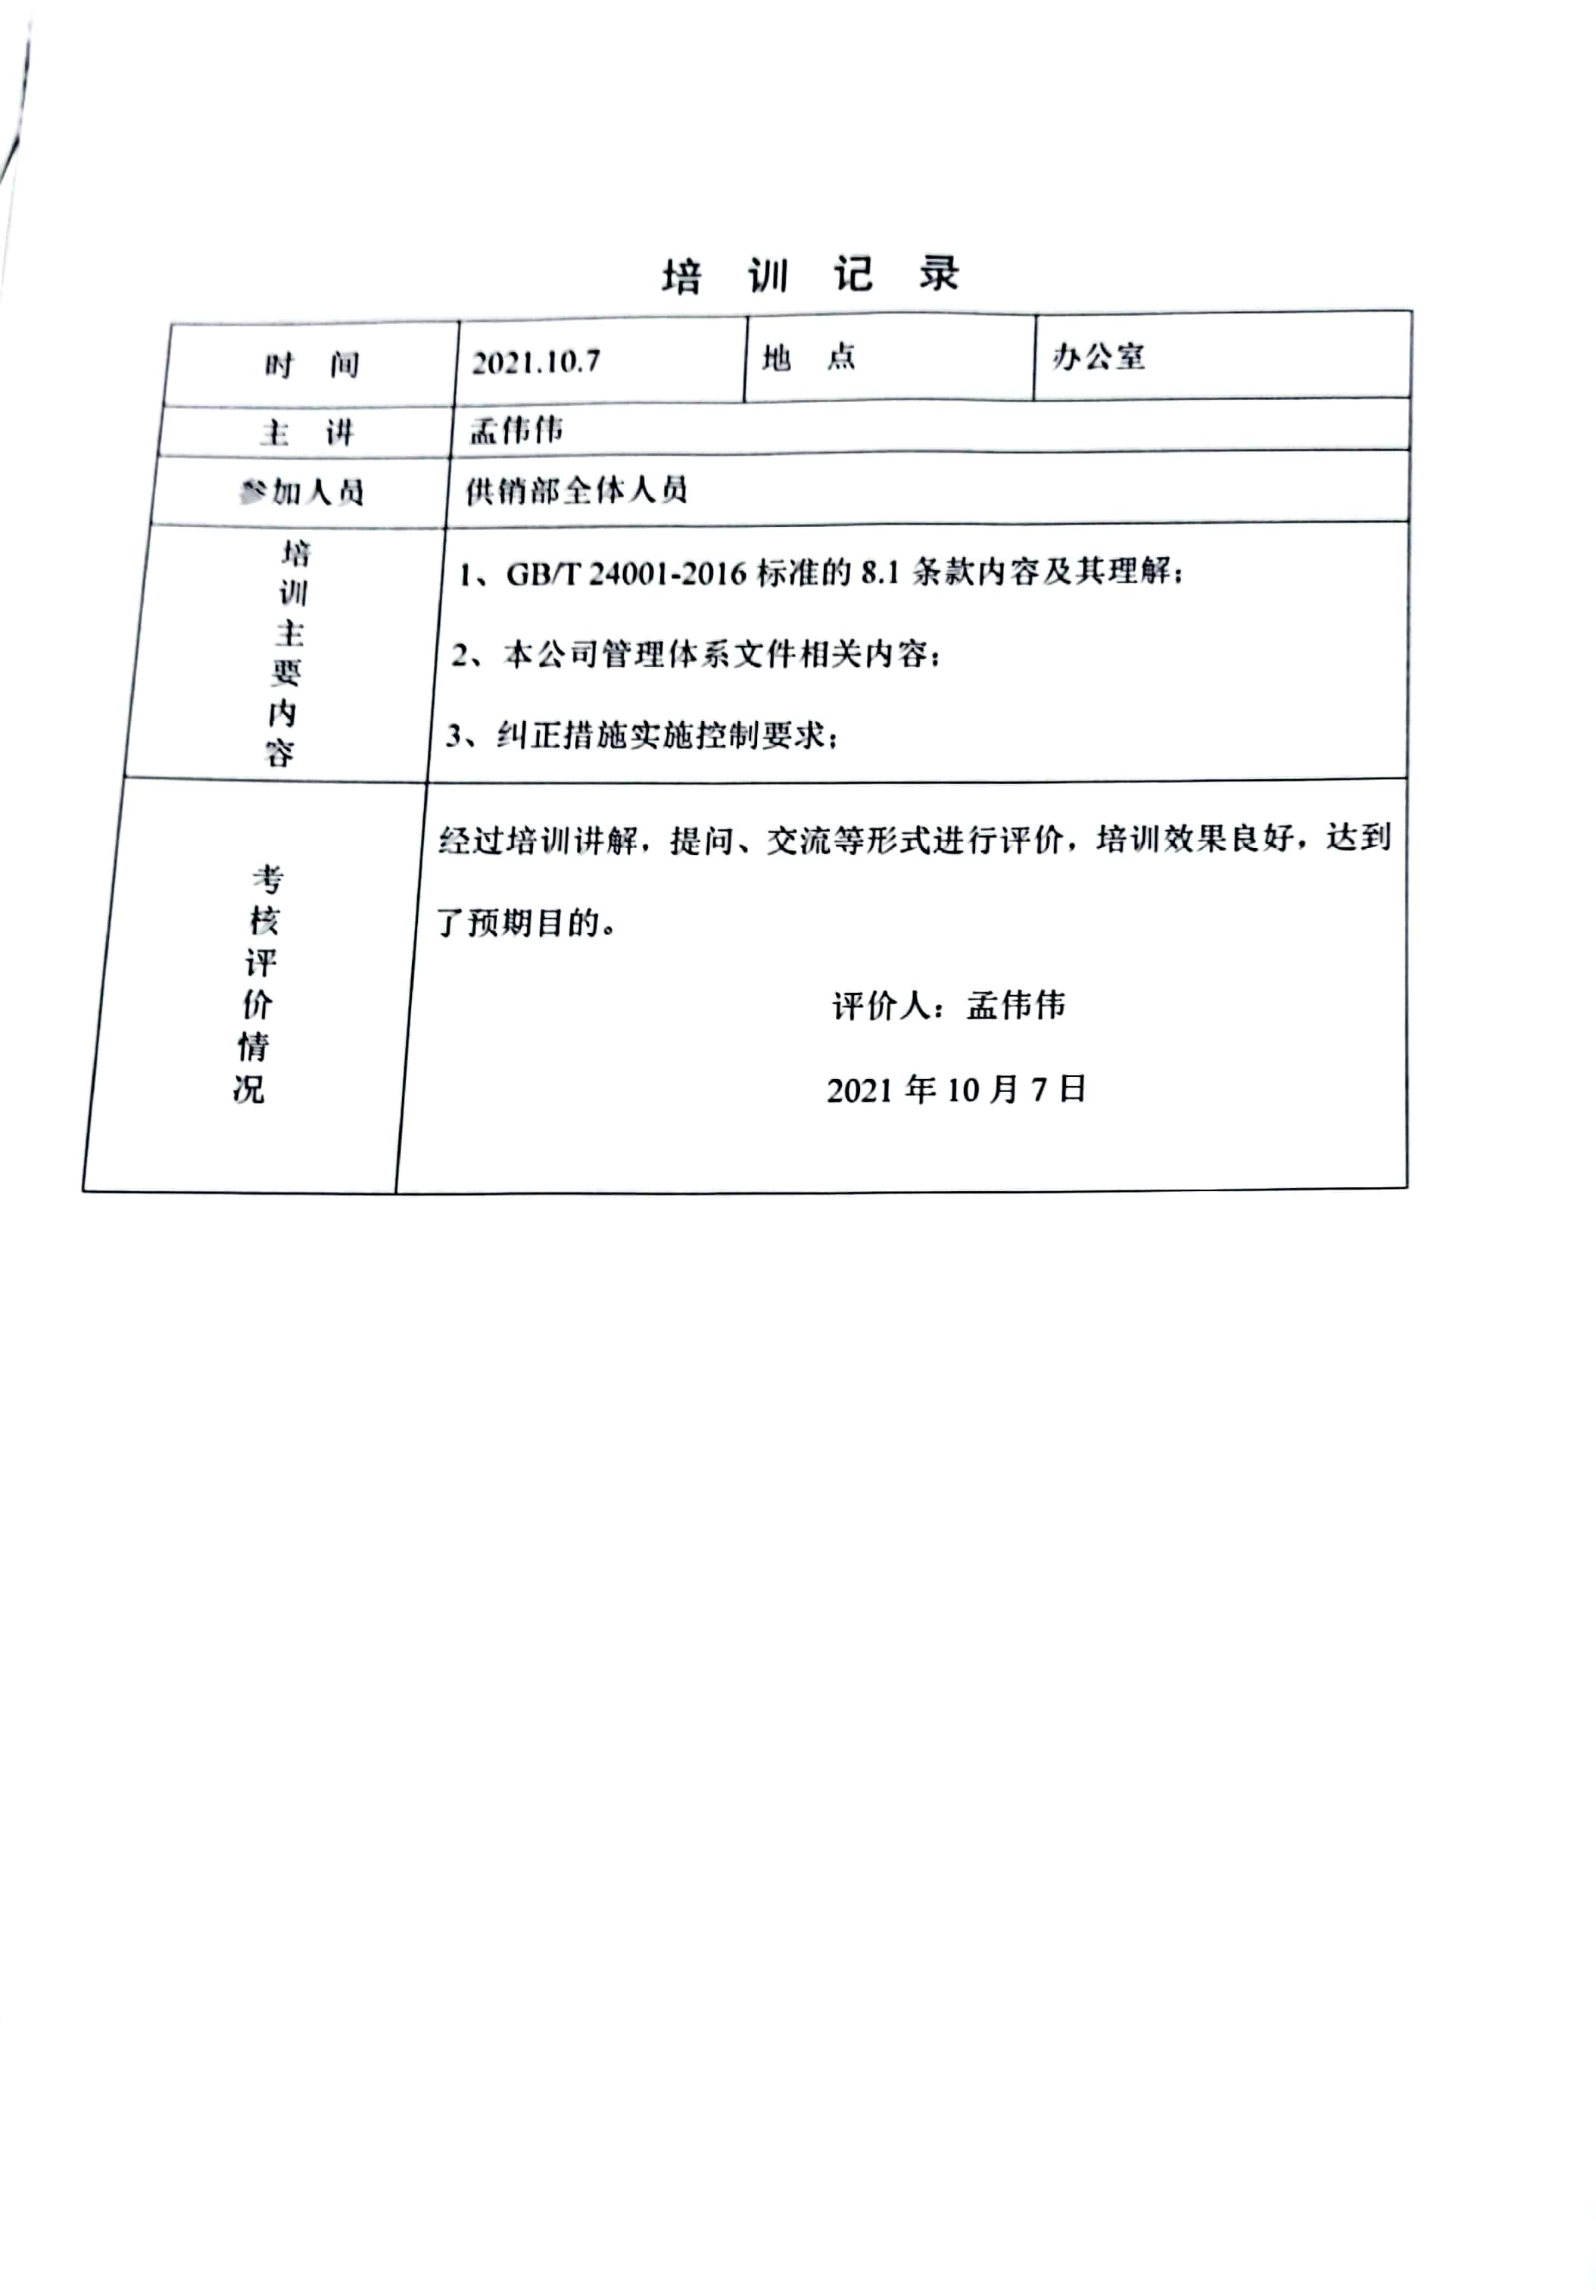 培 训 记 录
时 间 2021.10.7 地 点 办公室
主 讲 孟伟伟
参加人员 供销部全体人员
培训主要内容
1、GB/T 24001-2016 标准的 8.1 条款内容及其理解；
2、本公司管理体系文件相关内容；
3、纠正措施实施控制要求；
考核评价情况
经过培训讲解，提问、交流等形式进行评价，培训效果良好，达到
了预期目的。
评价人：孟伟伟
2021 年 10 月 7 日